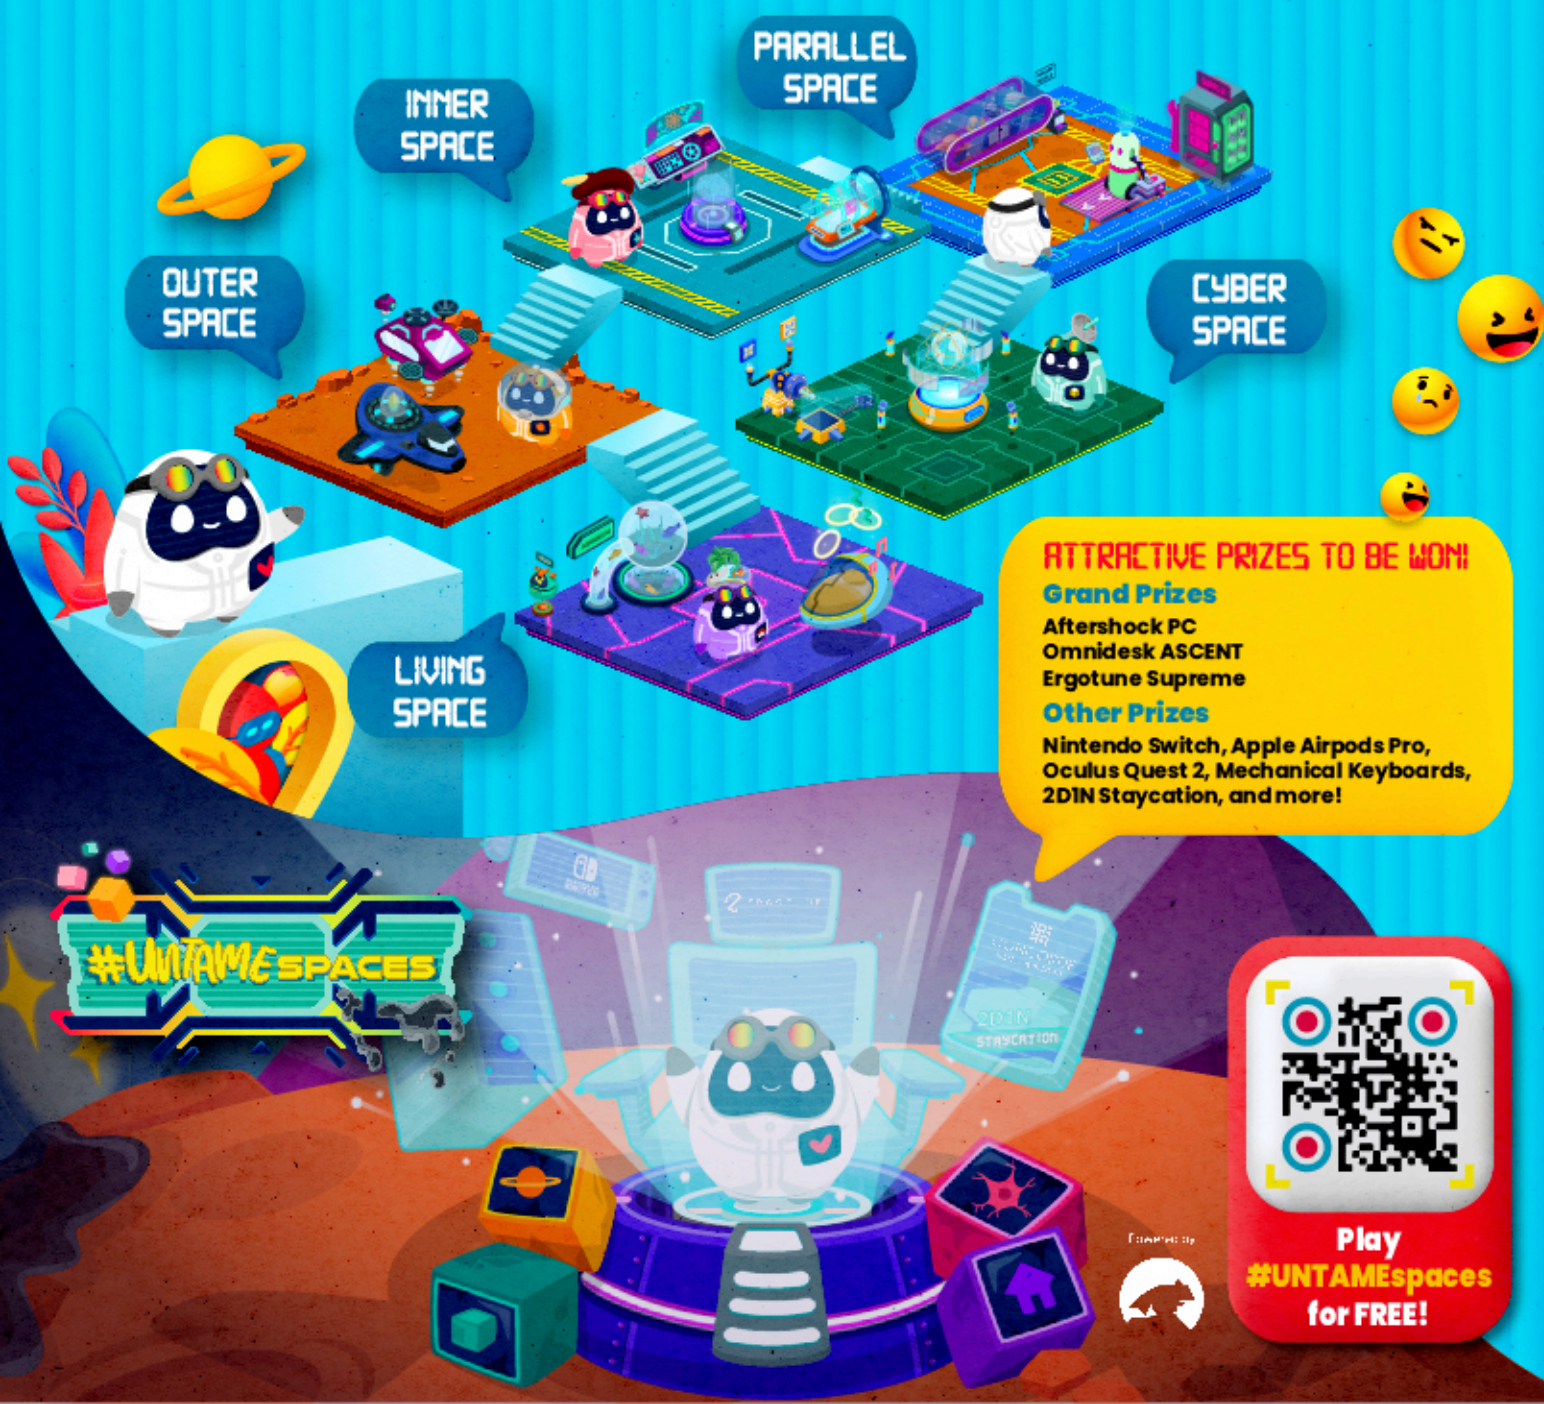 PARALLEL
SPACE
INNER
SPACE
OUTER
SPACE
CYBER
SPACE
LIVING
SPACE
ATTRACTIVE PRIZES TO BE WON!
Grand Prizes
Aftershock PC
Omnidesk ASCENT
Ergotune Supreme
Other Prizes
Nintendo Switch, Apple Airpods Pro,
Oculus Quest 2, Mechanical Keyboards,
2D1N Staycation, and more!
#UNTAMESPACES
2D1N
STAYCATION
Powered by
Play
#UNTAMEspaces
for FREE!